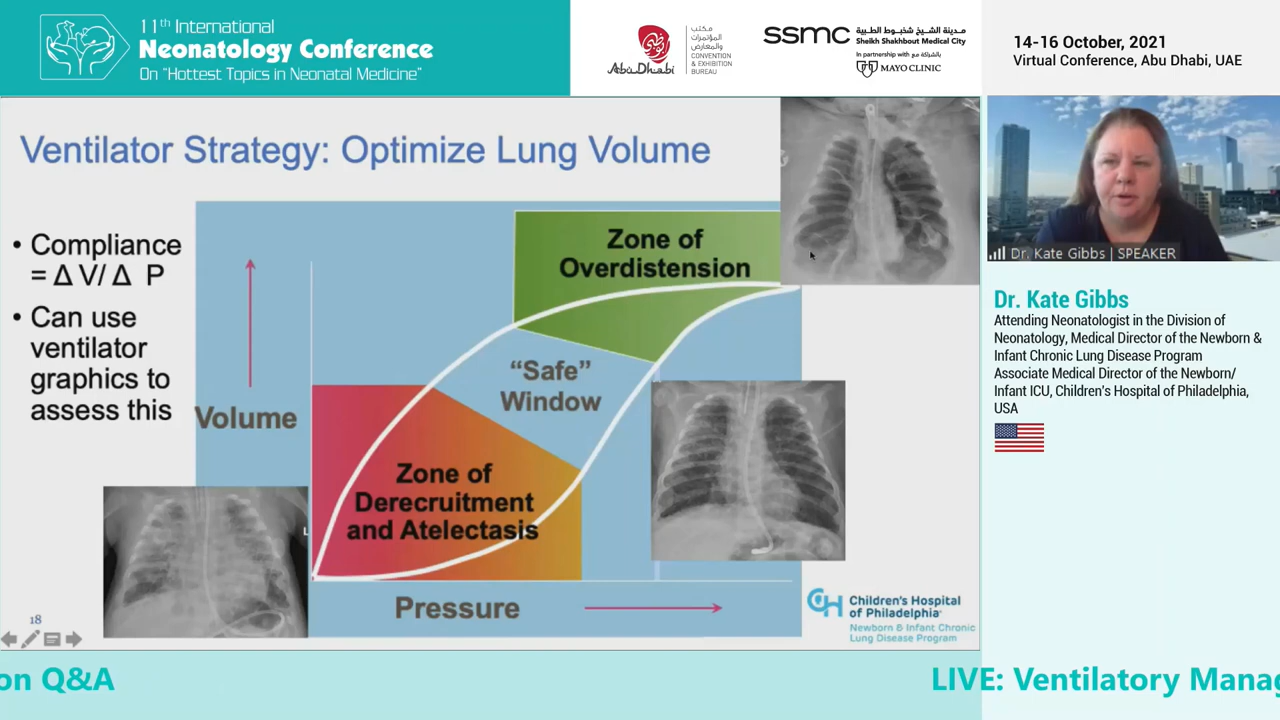 11th International
Neonatology Conference
On “Hottest Topics in Neonatal Medicine”
Abu Dhabi
مكتب
المؤتمرات
والمعارض
CONVENTION
& EXHIBITION
BUREAU
ssmc
مدينة الشيخ شخبوط الطبية
Sheikh Shakhbout Medical City
In partnership with بالشراكة مع
MAYO CLINIC
14-16 October, 2021
Virtual Conference, Abu Dhabi, UAE
Ventilator Strategy: Optimize Lung Volume
• Compliance
= Δ V/ Δ P
• Can use
ventilator
graphics to
assess this
Zone of
Overdistension
“Safe”
Window
Volume
Zone of
Derecruitment
and Atelectasis
L
Pressure
18
CH Children's Hospital
of Philadelphia
Newborn & Infant Chronic
Lung Disease Program
Dr. Kate Gibbs | SPEAKER
Dr. Kate Gibbs
Attending Neonatologist in the Division of
Neonatology, Medical Director of the Newborn &
Infant Chronic Lung Disease Program
Associate Medical Director of the Newborn/
Infant ICU, Children's Hospital of Philadelphia,
USA
on Q&A
LIVE: Ventilatory Manag